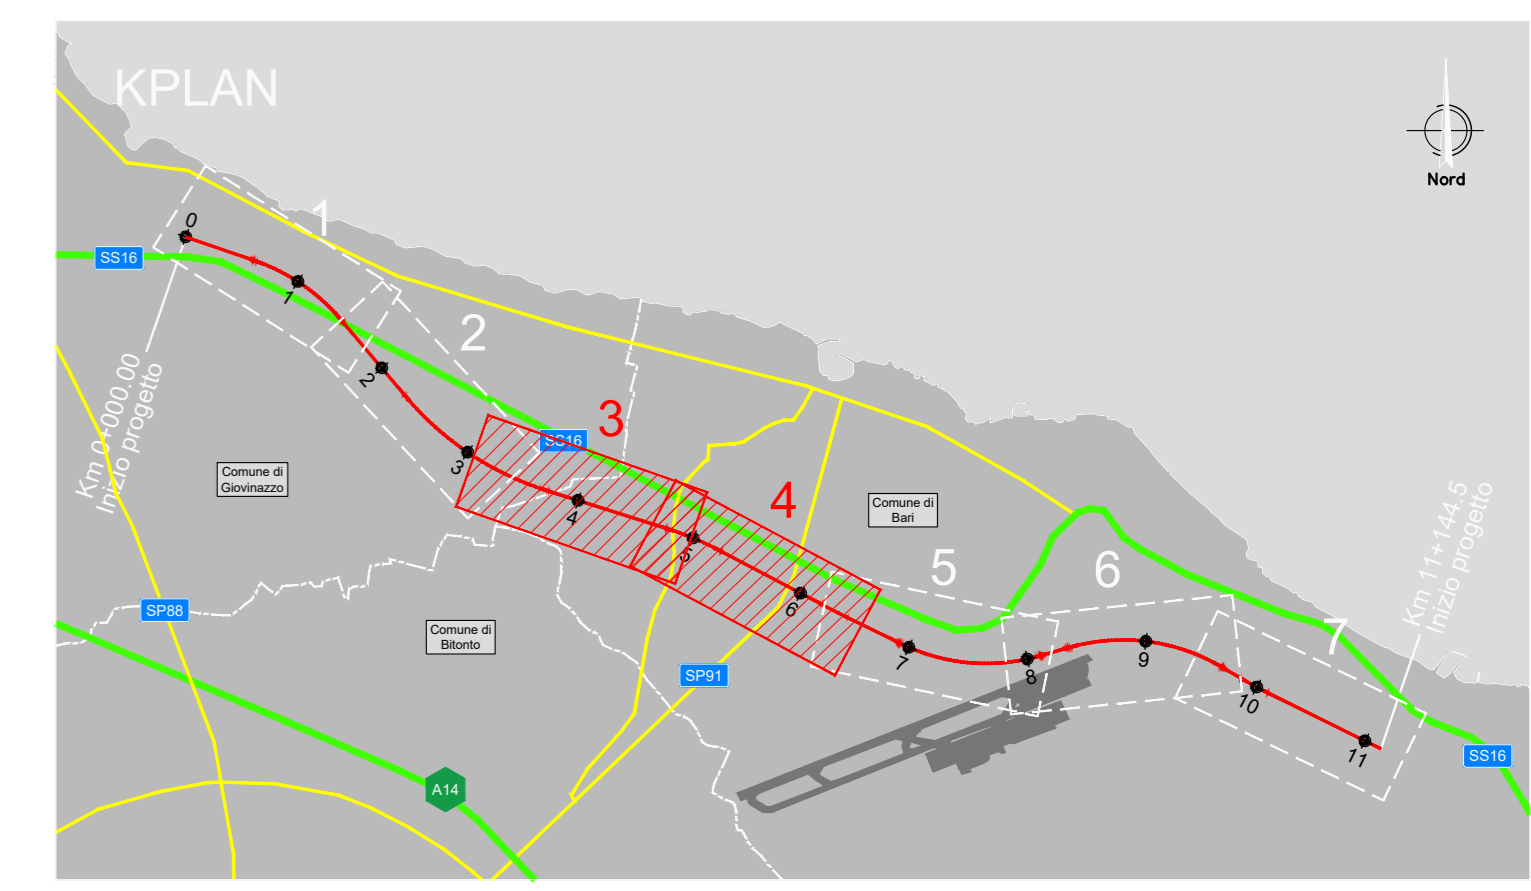 KPLAN
Nord
0
1
SS16
1
2
2
Km 0+000.00
Inizio progetto
3
SS16
3
Comune di
Giovinazzo
4
4
Comune di
Bari
5
5
6
6
SP88
Comune di
Bitonto
7
8
9
7
Km 11+144.5
Inizio progetto
SP91
10
11
SS16
A14